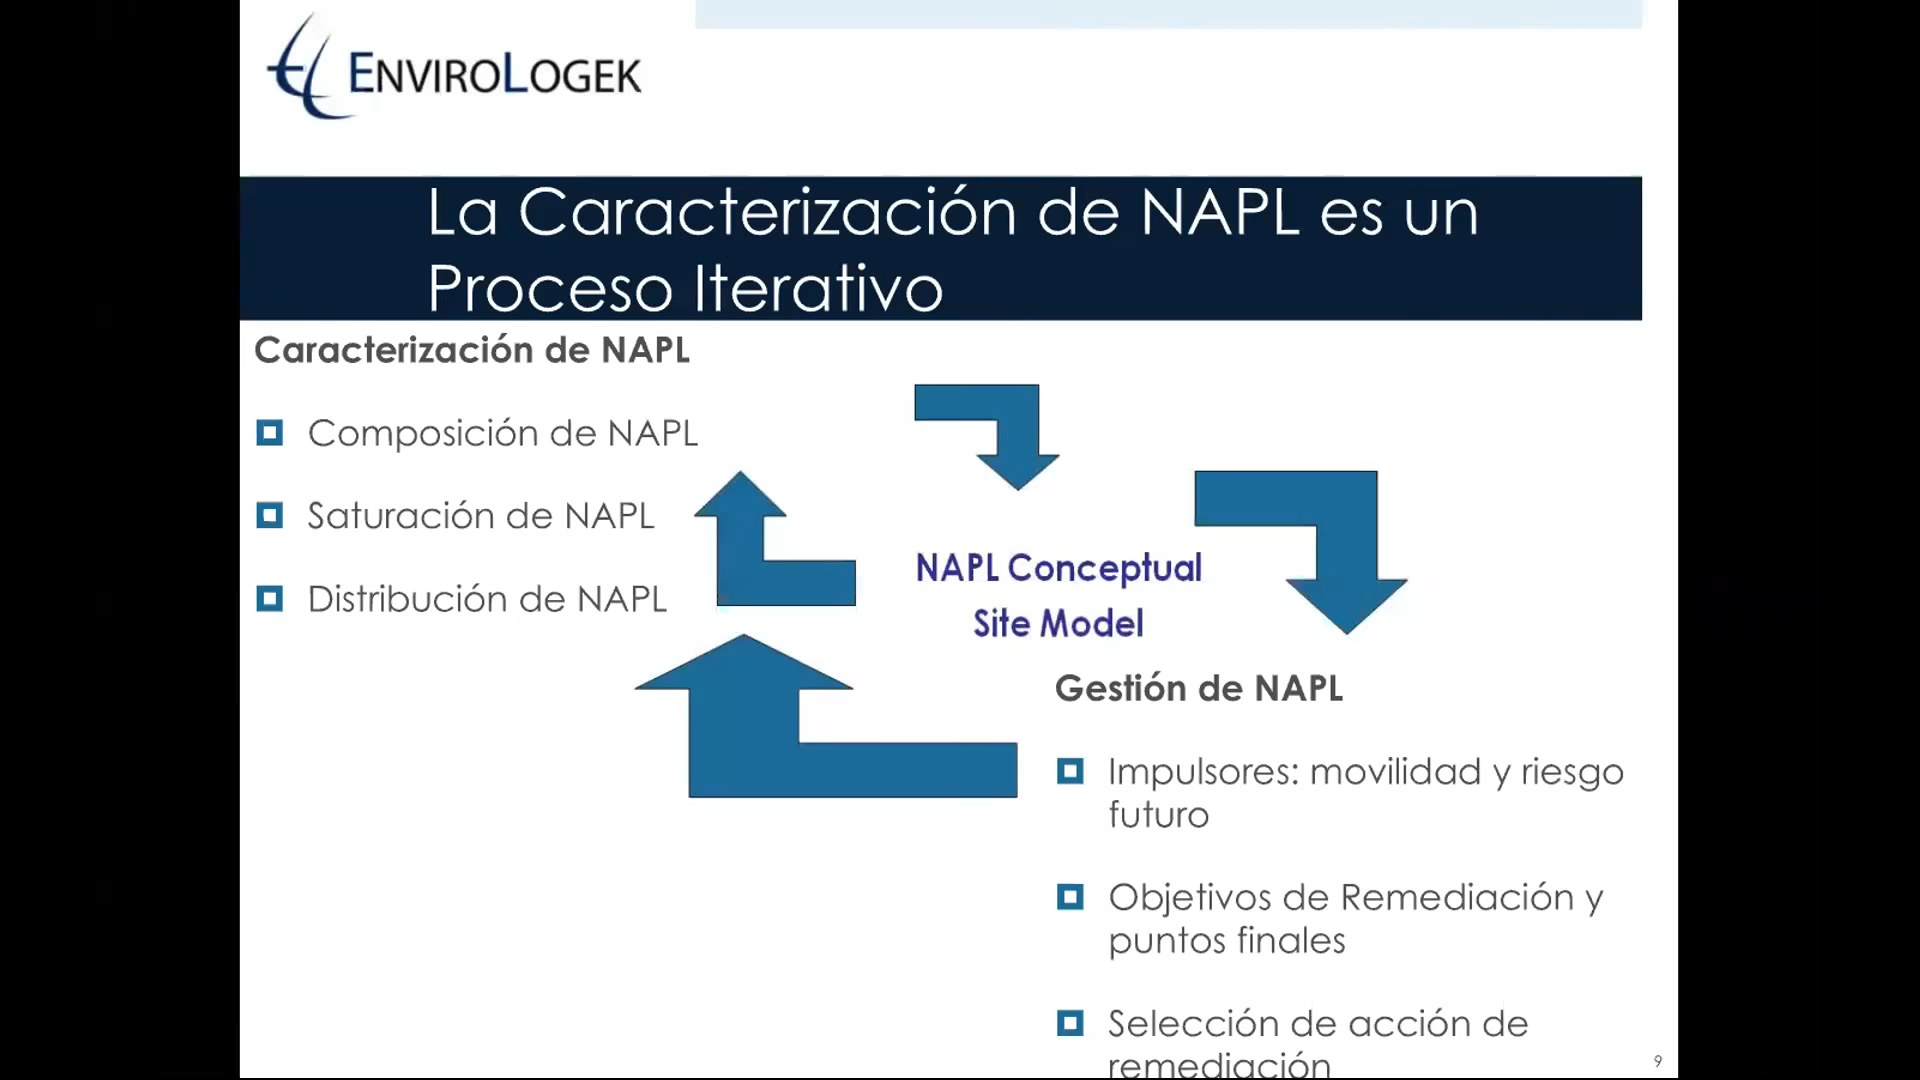 ENVIROLOGEK
La Caracterización de NAPL es un
Proceso Iterativo
Caracterización de NAPL
Composición de NAPL
Saturación de NAPL
Distribución de NAPL
NAPL Conceptual
Site Model
Gestión de NAPL
Impulsores: movilidad y riesgo
futuro
Objetivos de Remediación y
puntos finales
Selección de acción de
remediación
9